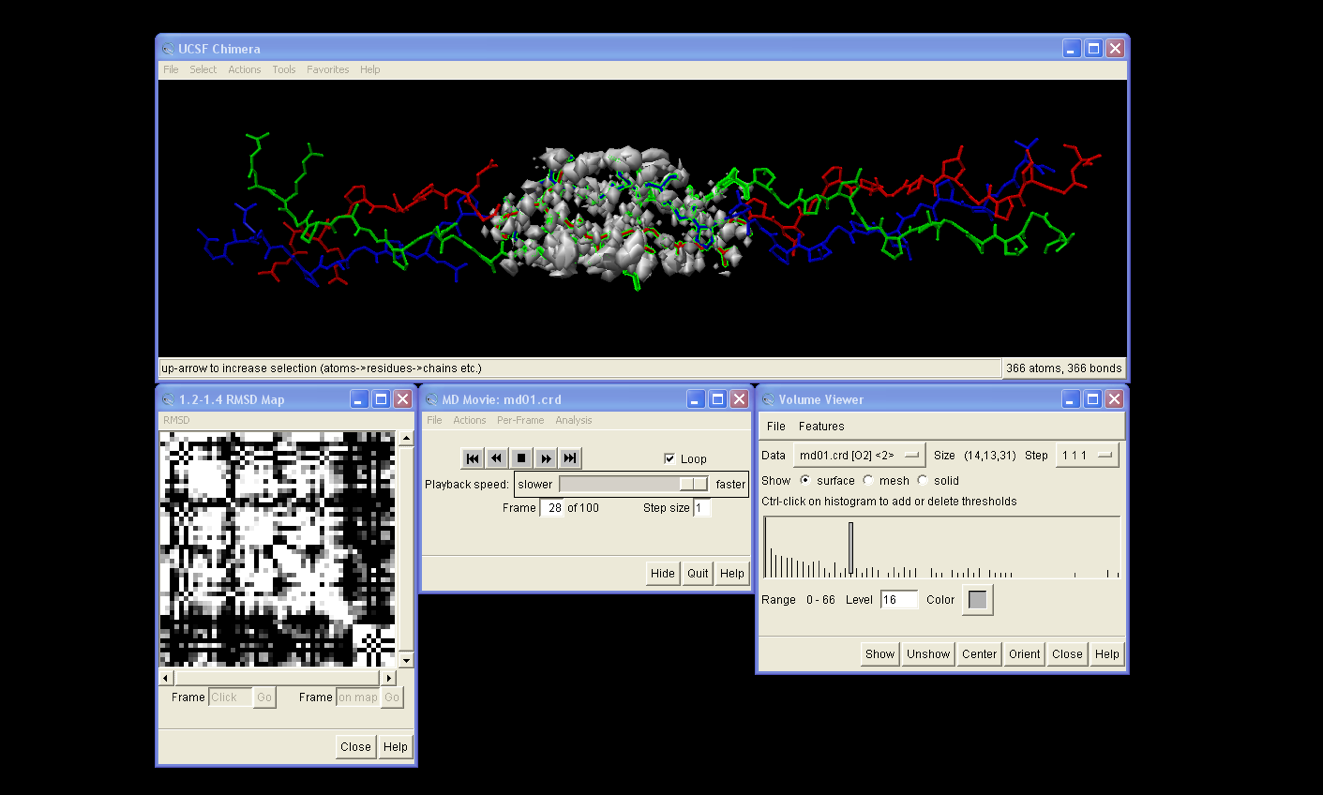 UCSF Chimera
File Select Actions Tools Favorites Help
up-arrow to increase selection (atoms->residues->chains etc.) 366 atoms, 366 bonds
1.2-1.4 RMSD Map
RMSD
Frame Click Go Frame on map Go
Close Help
MD Movie: md01.crd
File Actions Per-Frame Analysis
Loop
Playback speed: slower faster
Frame 28 of 100 Step size 1
Hide Quit Help
Volume Viewer
File Features
Data md01.crd [O2] <2> Size (14,13,31) Step 1 1 1
Show surface mesh solid
Ctrl-click on histogram to add or delete thresholds
Range 0 - 66 Level 16 Color
Show Unshow Center Orient Close Help